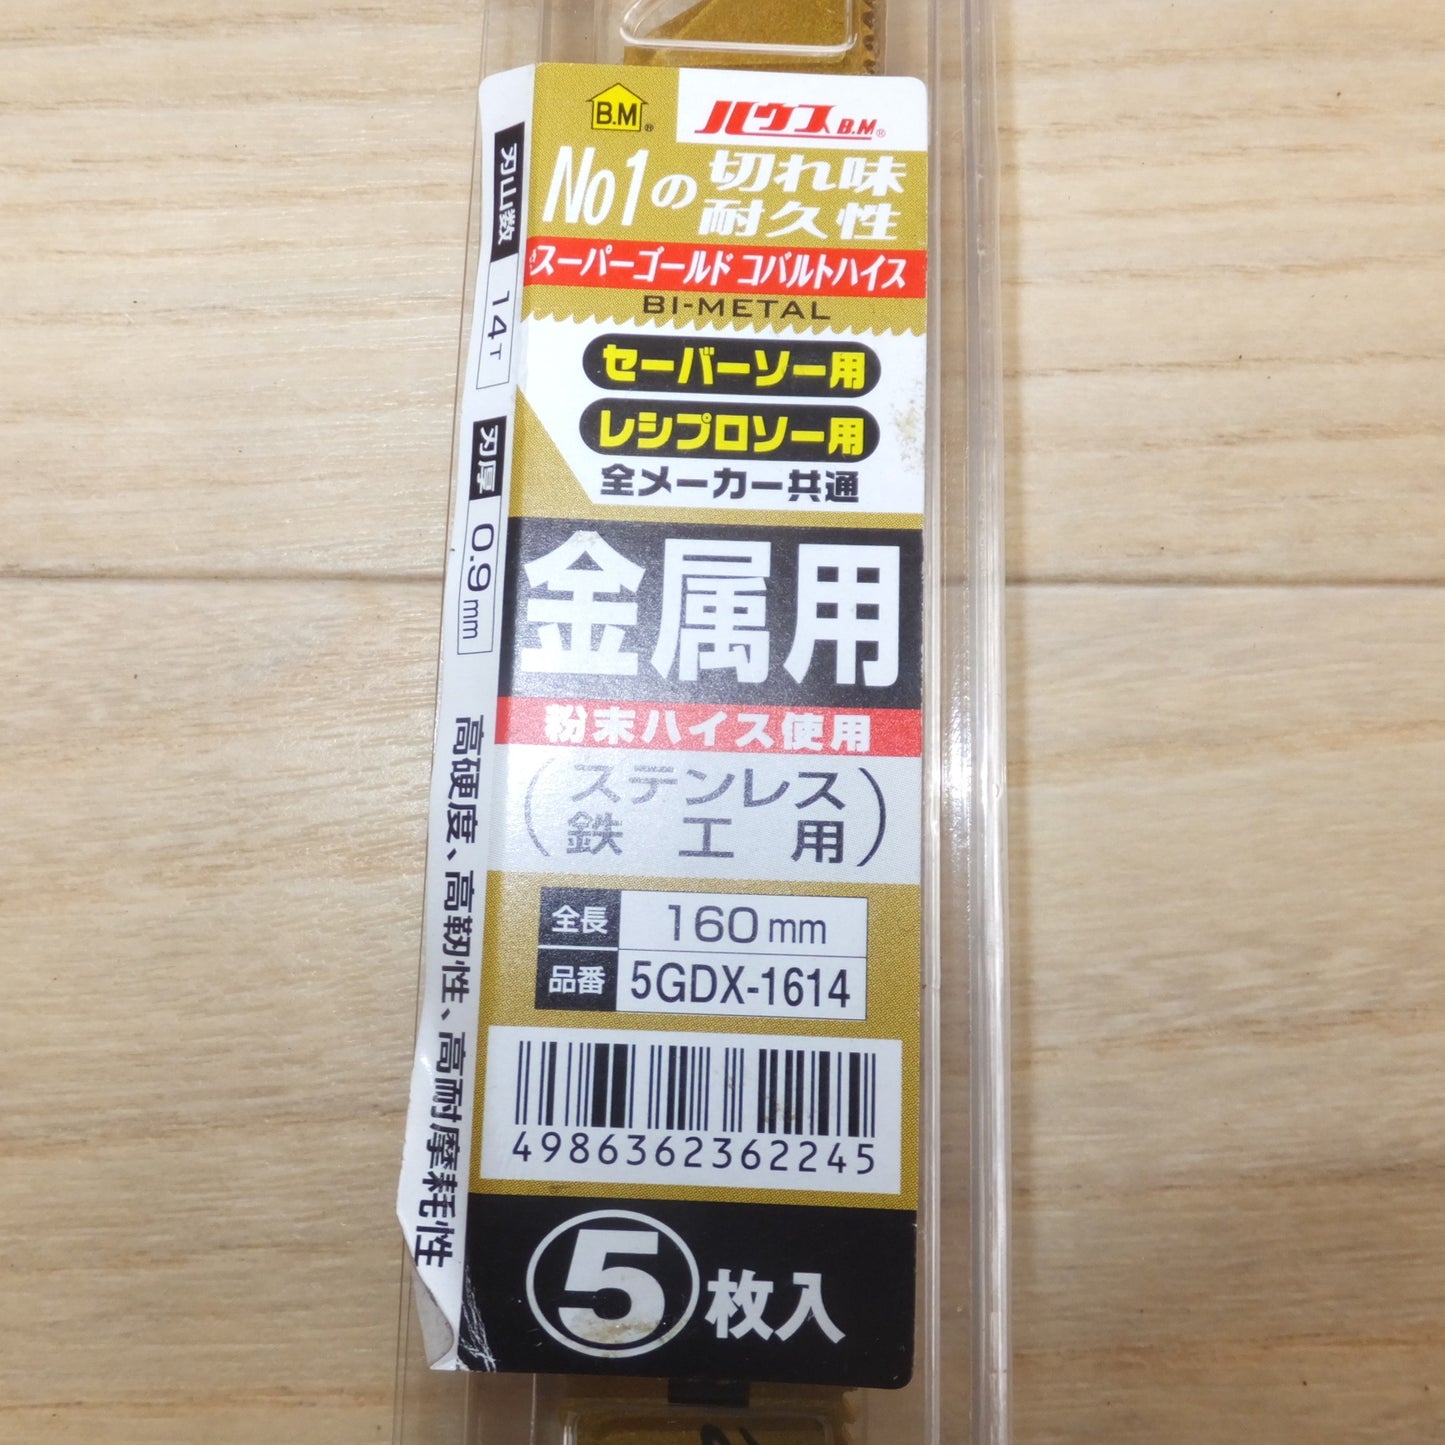 B.M®
ハウスB.M®
No1の切れ味
耐久性
スーパーゴールド コバルトハイス
BI-METAL
セーバーソー用
レシプロソー用
全メーカー共通
金属用
粉末ハイス使用
(ステンレス
鉄工用)
全長 160mm
品番 5GDX-1614
4986362362245
5枚入
刃山数 14T
刃厚 0.9mm
高硬度、高靭性、高耐摩耗性